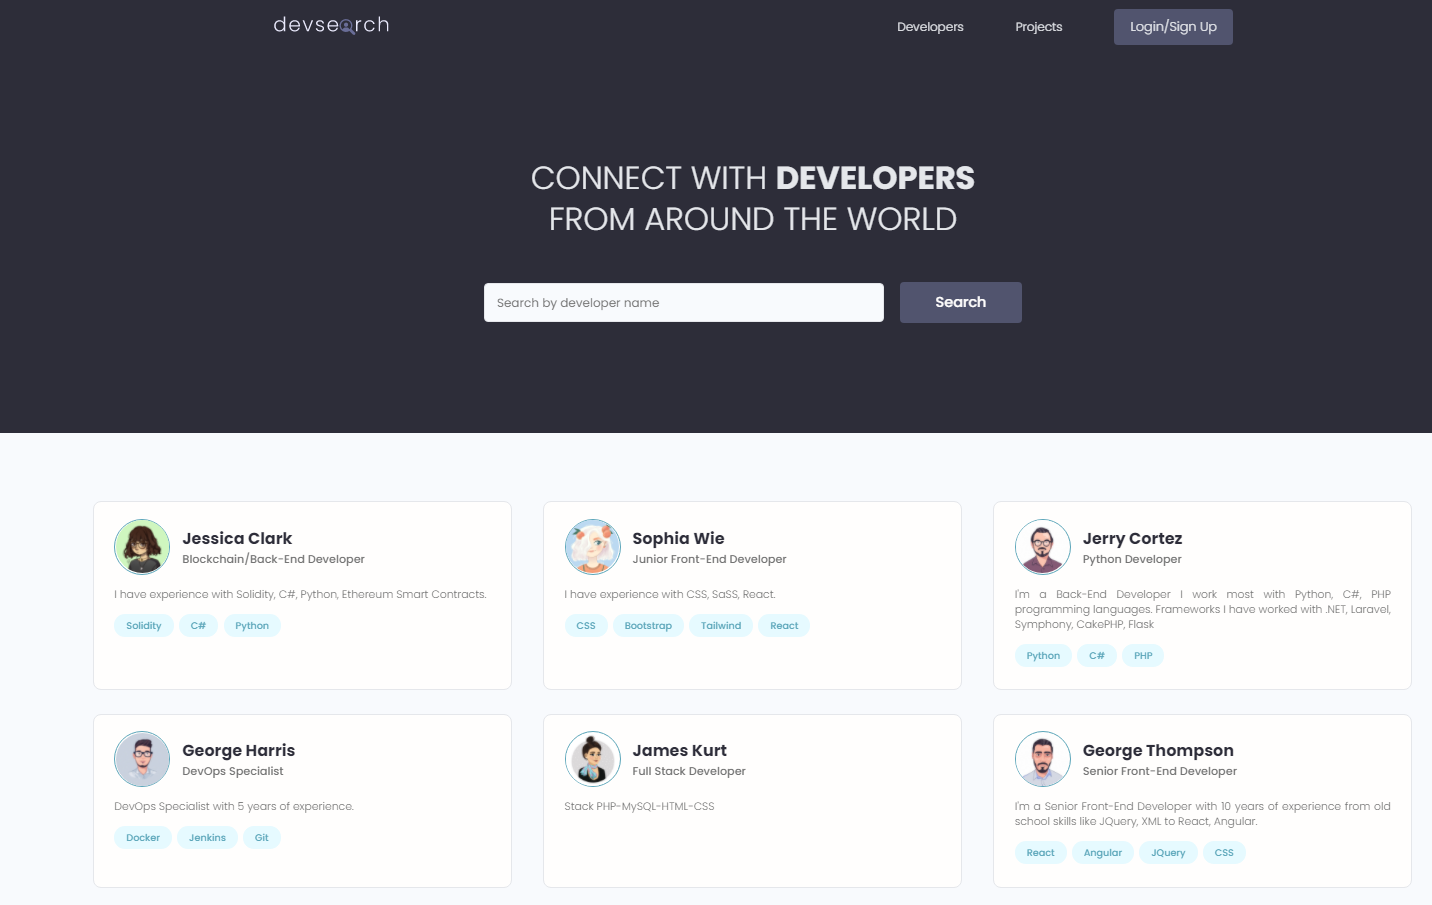 devsearch
Developers
Projects
Login/Sign Up
CONNECT WITH DEVELOPERS
FROM AROUND THE WORLD
Search by developer name
Search
Jessica Clark
Blockchain/Back-End Developer
I have experience with Solidity, C#, Python, Ethereum Smart Contracts.
Solidity
C#
Python
Sophia Wie
Junior Front-End Developer
I have experience with CSS, SaSS, React.
CSS
Bootstrap
Tailwind
React
Jerry Cortez
Python Developer
I'm a Back-End Developer I work most with Python, C#, PHP
programming languages. Frameworks I have worked with .NET, Laravel,
Symphony, CakePHP, Flask
Python
C#
PHP
George Harris
DevOps Specialist
DevOps Specialist with 5 years of experience.
Docker
Jenkins
Git
James Kurt
Full Stack Developer
Stack PHP-MySQL-HTML-CSS
George Thompson
Senior Front-End Developer
I'm a Senior Front-End Developer with 10 years of experience from old
school skills like JQuery, XML to React, Angular.
React
Angular
JQuery
CSS